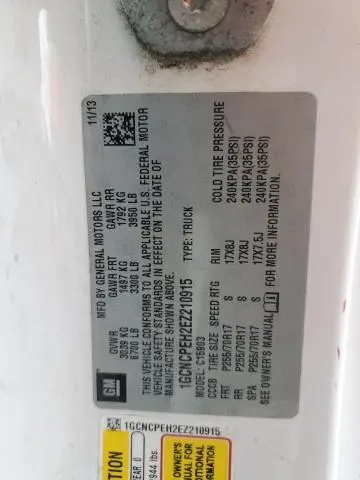 MFD BY GENERAL MOTORS LLC
11/13
GVWR GAWR FRT GAWR RR
3039 KG 1497 KG 1792 KG
6700 LB 3300 LB 3950 LB
THIS VEHICLE CONFORMS TO ALL APPLICABLE U.S. FEDERAL MOTOR
VEHICLE SAFETY STANDARDS IN EFFECT ON THE DATE OF
MANUFACTURE SHOWN ABOVE.
1GCNCPEH2EZ210915
TYPE: TRUCK
MODEL: C15903
CCCB TIRE SIZE SPEED RTG RIM COLD TIRE PRESSURE
FRT P255/70R17 S 17X8J 240KPA(35PSI)
RR P255/70R17 S 17X8J 240KPA(35PSI)
SPA P255/70R17 S 17X7.5J 240KPA(35PSI)
SEE OWNER'S MANUAL
GM
1GCNCPEH2EZ210915
OWNER'S